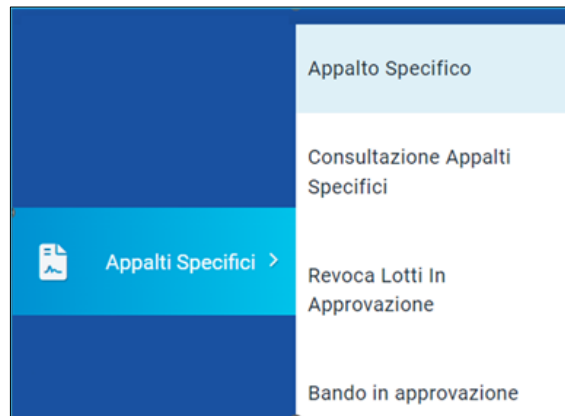 Appalto Specifico
Consultazione Appalti
Specifici
Appalti Specifici
Revoca Lotti In
Approvazione
Bando in approvazione